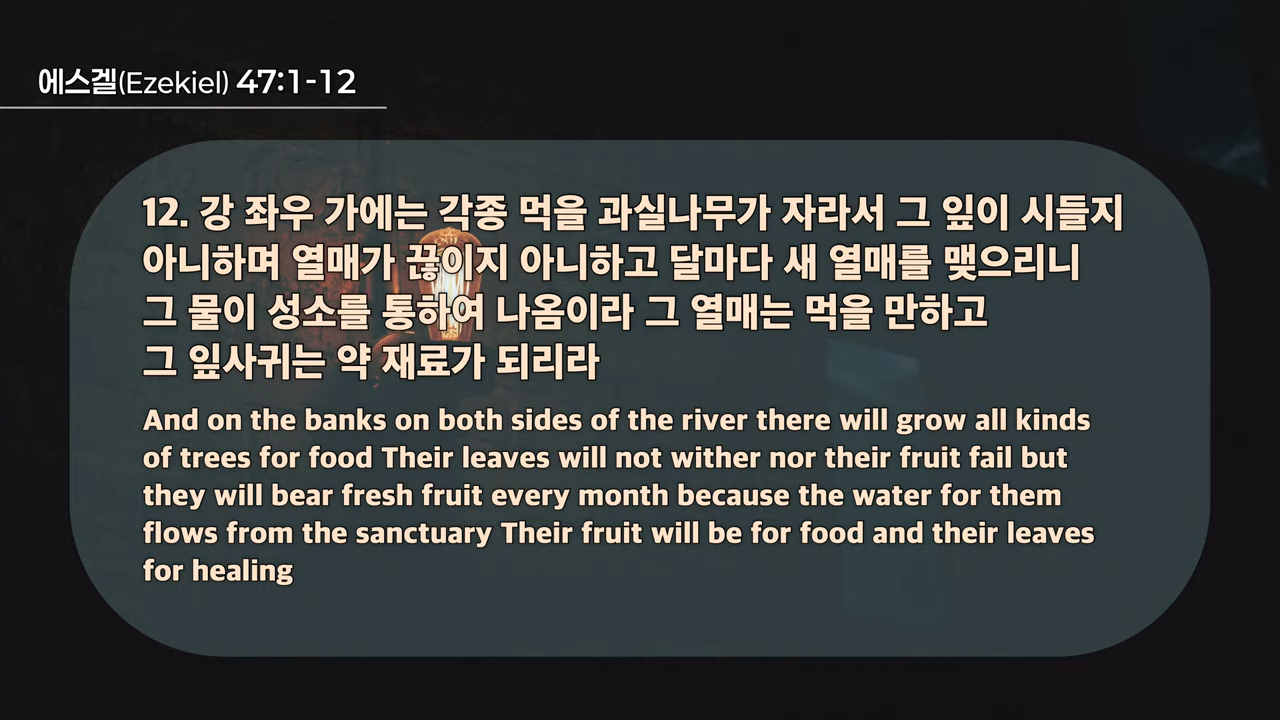 에스겔(Ezekiel) 47:1-12
12. 강 좌우 가에는 각종 먹을 과실나무가 자라서 그 잎이 시들지
아니하며 열매가 끊이지 아니하고 달마다 새 열매를 맺으리니
그 물이 성소를 통하여 나옴이라 그 열매는 먹을 만하고
그 잎사귀는 약 재료가 되리라
And on the banks on both sides of the river there will grow all kinds
of trees for food Their leaves will not wither nor their fruit fail but
they will bear fresh fruit every month because the water for them
flows from the sanctuary Their fruit will be for food and their leaves
for healing